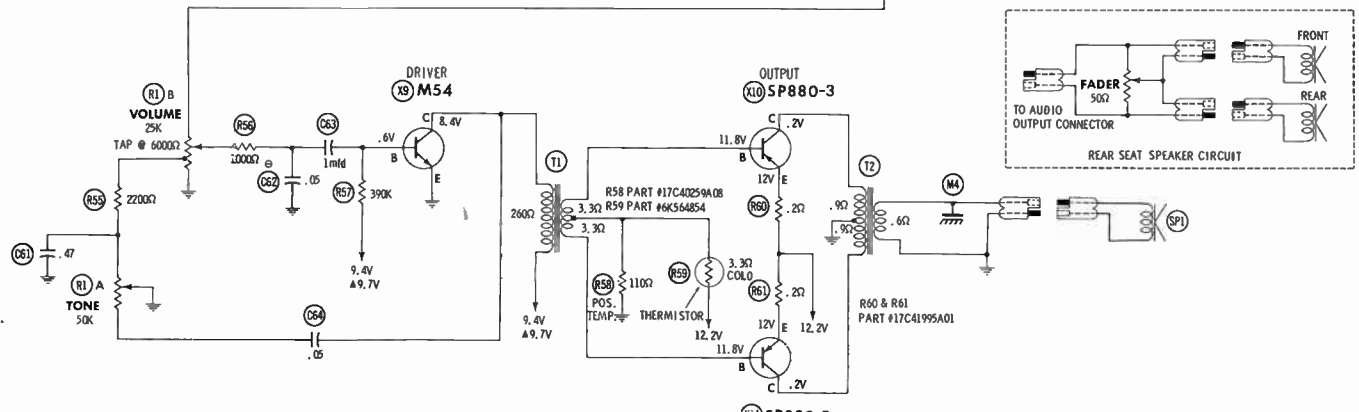 DRIVER
X9 M54
OUTPUT
X10 SP880-3
R1 B
VOLUME
25K
TAP @ 6000Ω
R56
1000Ω
C63
1mfd
.6V
B
C
8.4V
E
C62
.05
R57
390K
9.4V
▲9.7V
R55
2200Ω
C61
.47
R1 A
TONE
50K
C64
.05
T1
260Ω
3.3Ω
3.3Ω
9.4V
▲9.7V
R58 PART #17C40259A08
R59 PART #6K564854
R58
110Ω
POS.
TEMP.
R59
3.3Ω
COLD
THERMISTOR
12.2V
11.8V
B
C
.2V
12V
E
R60
.2Ω
R61
.2Ω
12V
E
12.2V
11.8V
B
C
.2V
T2
.9Ω
.9Ω
.6Ω
R60 & R61
PART #17C41995A01
M4
SP1
FRONT
REAR
FADER
50Ω
TO AUDIO
OUTPUT CONNECTOR
REAR SEAT SPEAKER CIRCUIT